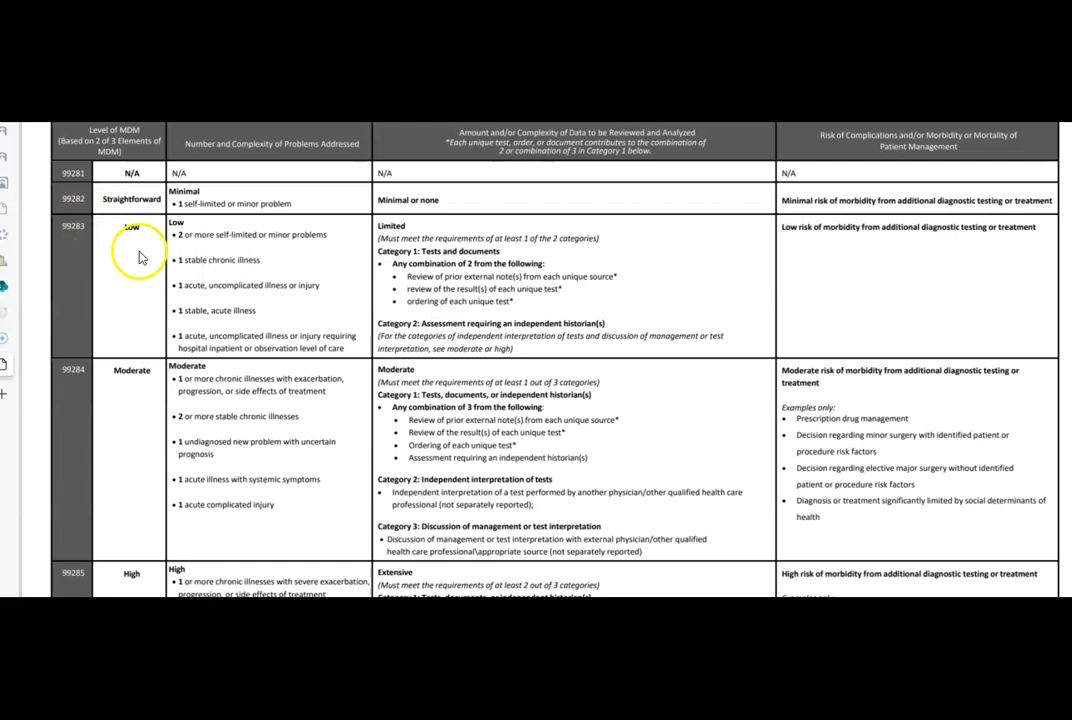 Level of MDM
(Based on 2 of 3 Elements of
MDM)
Number and Complexity of Problems Addressed
Amount and/or Complexity of Data to be Reviewed and Analyzed
*Each unique test, order, or document contributes to the combination of
2 or combination of 3 in Category 1 below.
Risk of Complications and/or Morbidity or Mortality of
Patient Management
99281
N/A
N/A
N/A
N/A
99282
Straightforward
Minimal
• 1 self-limited or minor problem
Minimal or none
Minimal risk of morbidity from additional diagnostic testing or treatment
99283
Low
Low
• 2 or more self-limited or minor problems
• 1 stable chronic illness
• 1 acute, uncomplicated illness or injury
• 1 stable, acute illness
• 1 acute, uncomplicated illness or injury requiring
hospital inpatient or observation level of care
Limited
(Must meet the requirements of at least 1 of the 2 categories)
Category 1: Tests and documents
• Any combination of 2 from the following:
• Review of prior external note(s) from each unique source*
• review of the result(s) of each unique test*
• ordering of each unique test*
Category 2: Assessment requiring an independent historian(s)
(For the categories of independent interpretation of tests and discussion of management or test
interpretation, see moderate or high)
Low risk of morbidity from additional diagnostic testing or treatment
99284
Moderate
Moderate
• 1 or more chronic illnesses with exacerbation,
progression, or side effects of treatment
• 2 or more stable chronic illnesses
• 1 undiagnosed new problem with uncertain
prognosis
• 1 acute illness with systemic symptoms
• 1 acute complicated injury
Moderate
(Must meet the requirements of at least 1 out of 3 categories)
Category 1: Tests, documents, or independent historian(s)
• Any combination of 3 from the following:
• Review of prior external note(s) from each unique source*
• Review of the result(s) of each unique test*
• Ordering of each unique test*
• Assessment requiring an independent historian(s)
Category 2: Independent interpretation of tests
• Independent interpretation of a test performed by another physician/other qualified health care
professional (not separately reported);
Category 3: Discussion of management or test interpretation
• Discussion of management or test interpretation with external physician/other qualified
health care professional\appropriate source (not separately reported)
Moderate risk of morbidity from additional diagnostic testing or
treatment
Examples only:
• Prescription drug management
• Decision regarding minor surgery with identified patient or
procedure risk factors
• Decision regarding elective major surgery without identified
patient or procedure risk factors
• Diagnosis or treatment significantly limited by social determinants of
health
99285
High
High
• 1 or more chronic illnesses with severe exacerbation,
progression, or side effects of treatment
Extensive
(Must meet the requirements of at least 2 out of 3 categories)
Category 1: Tests, documents, or independent historian(s)
High risk of morbidity from additional diagnostic testing or treatment